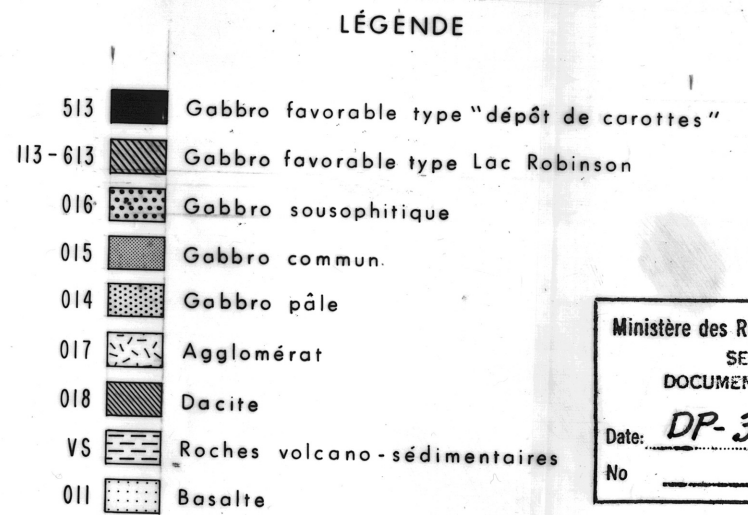 LÉGENDE
513 Gabbro favorable type "dépôt de carottes"
113-613 Gabbro favorable type Lac Robinson
016 Gabbro sousophitique
015 Gabbro commun
014 Gabbro pâle
017 Agglomérat
018 Dacite
VS Roches volcano-sédimentaires
011 Basalte
Ministère des R
SE
DOCUMEN
Date: DP-3
No